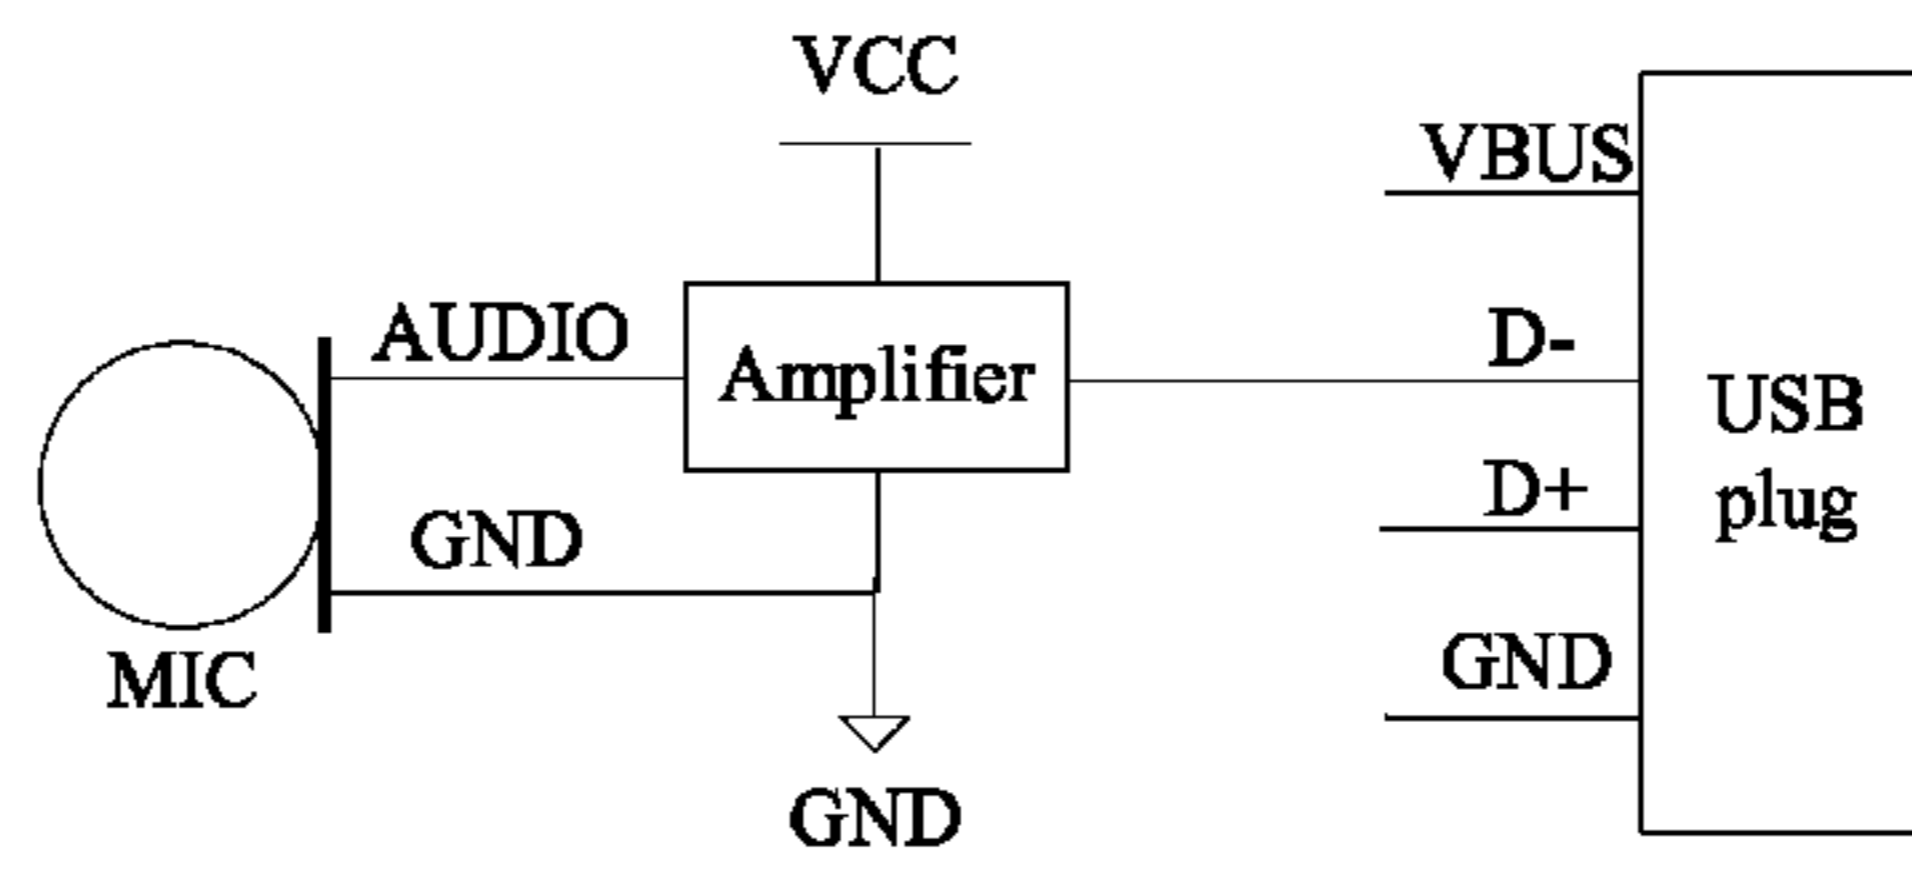 VCC
VBUS
AUDIO
Amplifier
D-
USB
plug
D+
GND
GND
MIC
GND